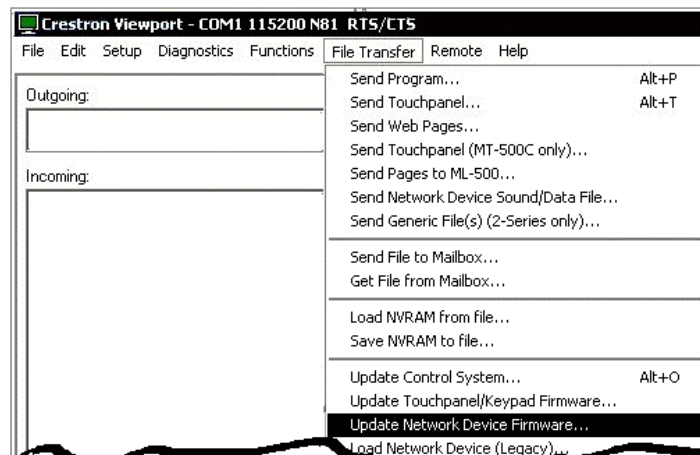 Crestron Viewport - COM1 115200 N81 RTS/CTS
File Edit Setup Diagnostics Functions File Transfer Remote Help
Outgoing:
Incoming:
Send Program... Alt+P
Send Touchpanel... Alt+T
Send Web Pages...
Send Touchpanel (MT-500C only)...
Send Pages to ML-500...
Send Network Device Sound/Data File...
Send Generic File(s) (2-Series only)...
Send File to Mailbox...
Get File from Mailbox...
Load NVRAM from file...
Save NVRAM to file...
Update Control System... Alt+O
Update Touchpanel/Keypad Firmware...
Update Network Device Firmware...
Load Network Device (Legacy)...